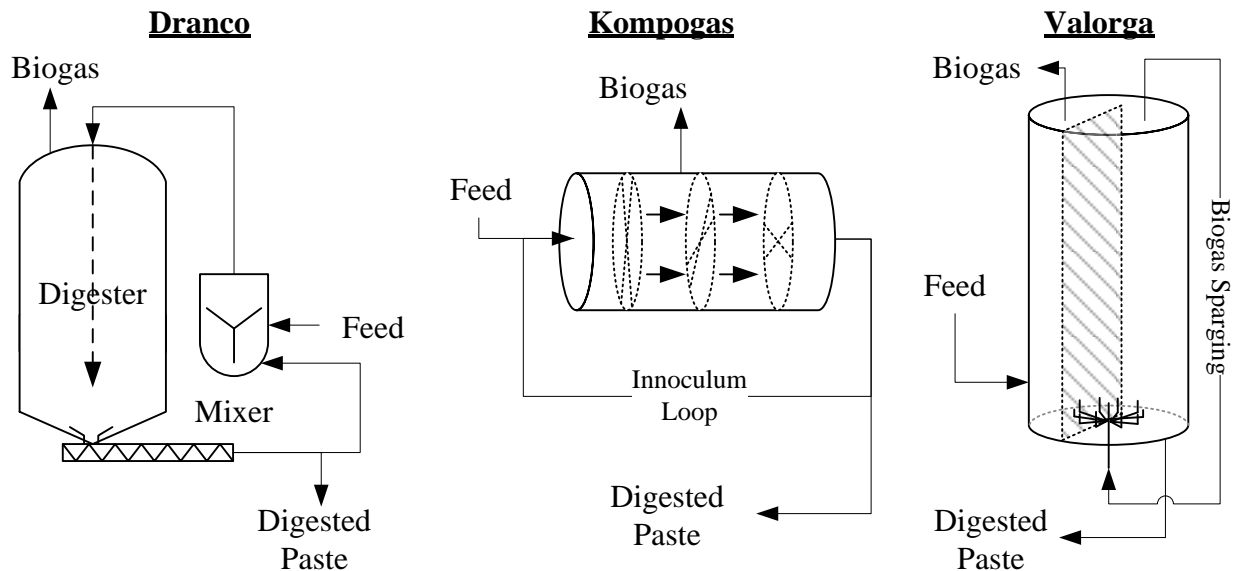 Dranco
Biogas
Digester
Feed
Mixer
Digested
Paste
Kompogas
Biogas
Feed
Innoculum
Loop
Digested
Paste
Valorga
Biogas
Feed
Biogas Sparging
Digested
Paste